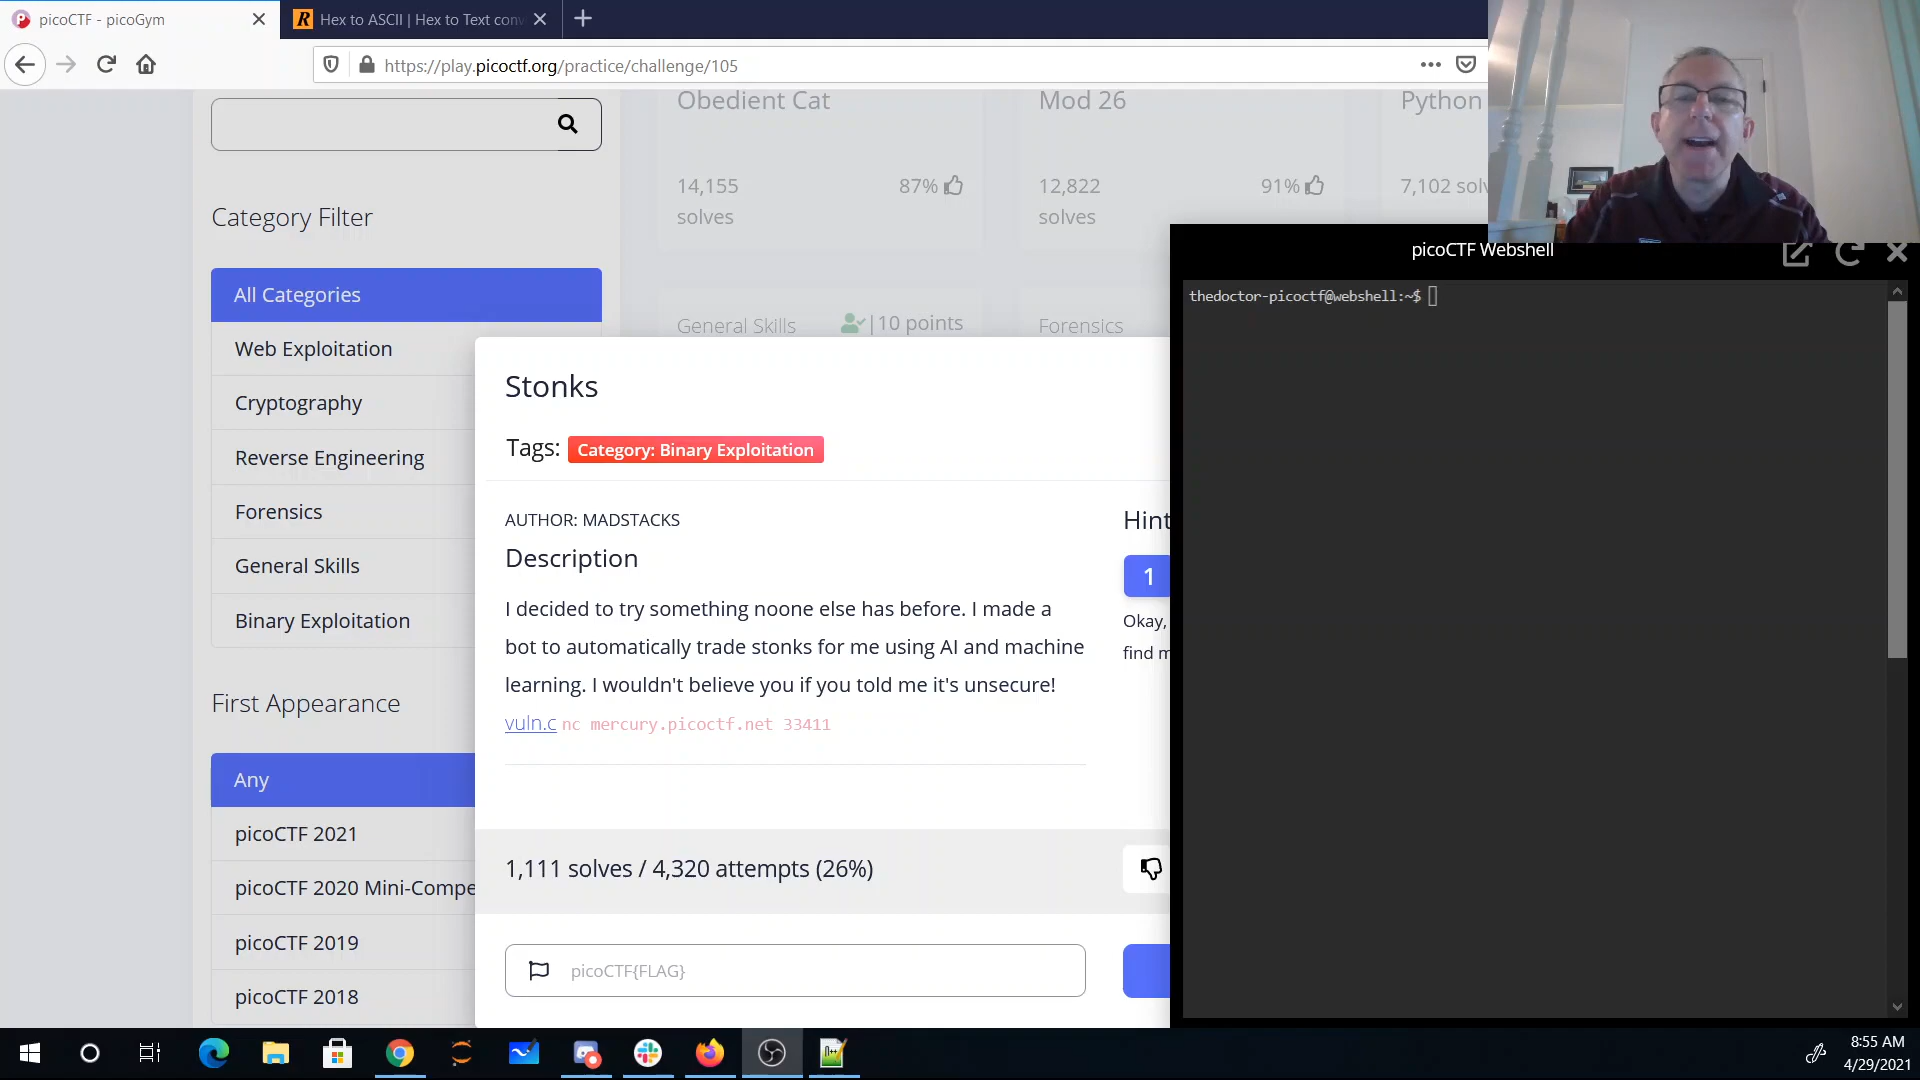 picoCTF - picoGym
Hex to ASCII | Hex to Text conv
https://play.picoctf.org/practice/challenge/105
Obedient Cat
Mod 26
Python
14,155
solves
87%
12,822
solves
91%
7,102 solv
Category Filter
All Categories
Web Exploitation
Cryptography
Reverse Engineering
Forensics
General Skills
Binary Exploitation
First Appearance
Any
picoCTF 2021
picoCTF 2020 Mini-Compe
picoCTF 2019
picoCTF 2018
General Skills
|10 points
Forensics
Stonks
Tags: Category: Binary Exploitation
AUTHOR: MADSTACKS
Description
I decided to try something noone else has before. I made a
bot to automatically trade stonks for me using AI and machine
learning. I wouldn't believe you if you told me it's unsecure!
vuln.c nc mercury.picoctf.net 33411
Hint
1
Okay,
find m
1,111 solves / 4,320 attempts (26%)
picoCTF{FLAG}
picoCTF Webshell
thedoctor-picoctf@webshell:~$
8:55 AM
4/29/2021